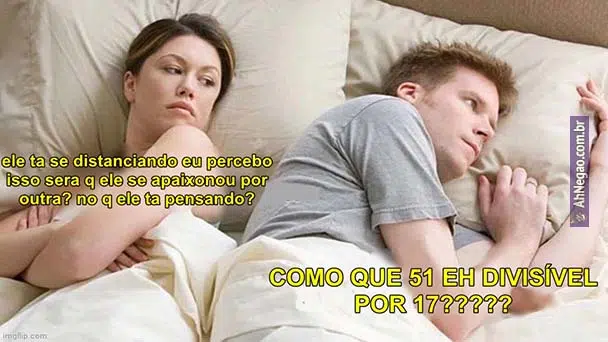 ele ta se distanciando eu percebo
isso sera q ele se apaixonou por
outra? no q ele ta pensando?
COMO QUE 51 EH DIVISÍVEL
POR 17?????
AhNegao.com.br
imgflip.com